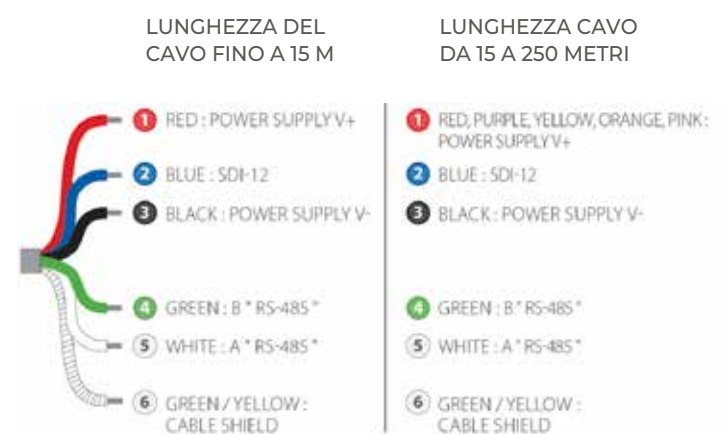 LUNGHEZZA DEL
CAVO FINO A 15 M
1 RED : POWER SUPPLY V+
2 BLUE : SDI-12
3 BLACK : POWER SUPPLY V-
4 GREEN : B " RS-485 "
5 WHITE : A " RS-485 "
6 GREEN / YELLOW :
CABLE SHIELD
LUNGHEZZA CAVO
DA 15 A 250 METRI
1 RED, PURPLE, YELLOW, ORANGE, PINK :
POWER SUPPLY V+
2 BLUE : SDI-12
3 BLACK : POWER SUPPLY V-
4 GREEN : B " RS-485 "
5 WHITE : A " RS-485 "
6 GREEN / YELLOW :
CABLE SHIELD